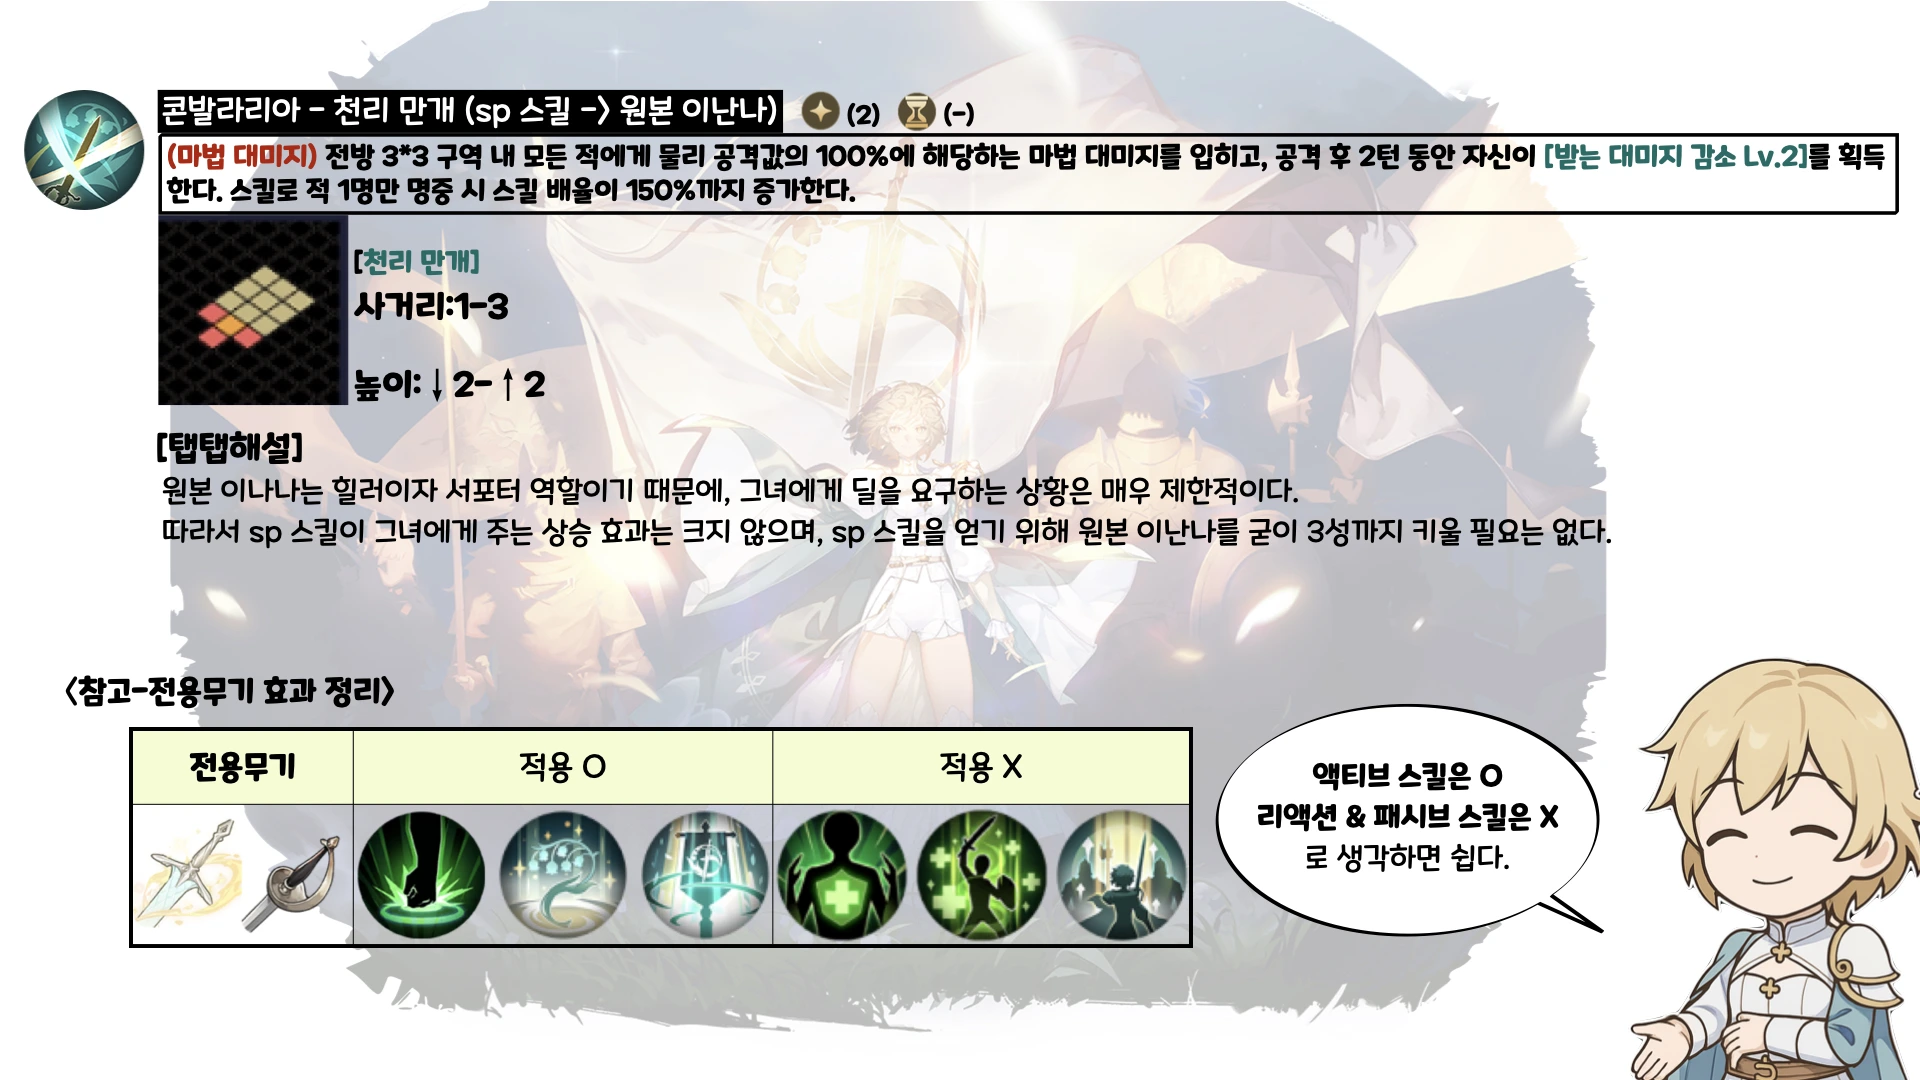 콘발라리아 - 천리 만개 (sp 스킬 -> 원본 이난나) (2) (-)
(마법 대미지) 전방 3*3 구역 내 모든 적에게 물리 공격값의 100%에 해당하는 마법 대미지를 입히고, 공격 후 2턴 동안 자신이 [받는 대미지 감소 Lv.2]를 획득
한다. 스킬로 적 1명만 명중 시 스킬 배율이 150%까지 증가한다.
[천리 만개]
사거리:1-3
높이:↓2-↑2
[탭탭해설]
원본 이나나는 힐러이자 서포터 역할이기 때문에, 그녀에게 딜을 요구하는 상황은 매우 제한적이다.
따라서 sp 스킬이 그녀에게 주는 상승 효과는 크지 않으며, sp 스킬을 얻기 위해 원본 이난나를 굳이 3성까지 키울 필요는 없다.
<참고-전용무기 효과 정리>
전용무기 적용 O 적용 X
액티브 스킬은 O
리액션 & 패시브 스킬은 X
로 생각하면 쉽다.